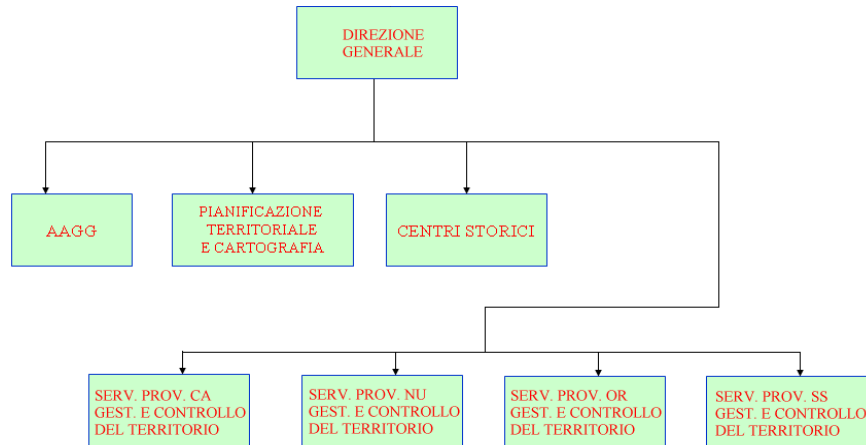 DIREZIONE
GENERALE
AAGG
PIANIFICAZIONE
TERRITORIALE
E CARTOGRAFIA
CENTRI STORICI
SERV. PROV. CA
GEST. E CONTROLLO
DEL TERRITORIO
SERV. PROV. NU
GEST. E CONTROLLO
DEL TERRITORIO
SERV. PROV. OR
GEST. E CONTROLLO
DEL TERRITORIO
SERV. PROV. SS
GEST. E CONTROLLO
DEL TERRITORIO